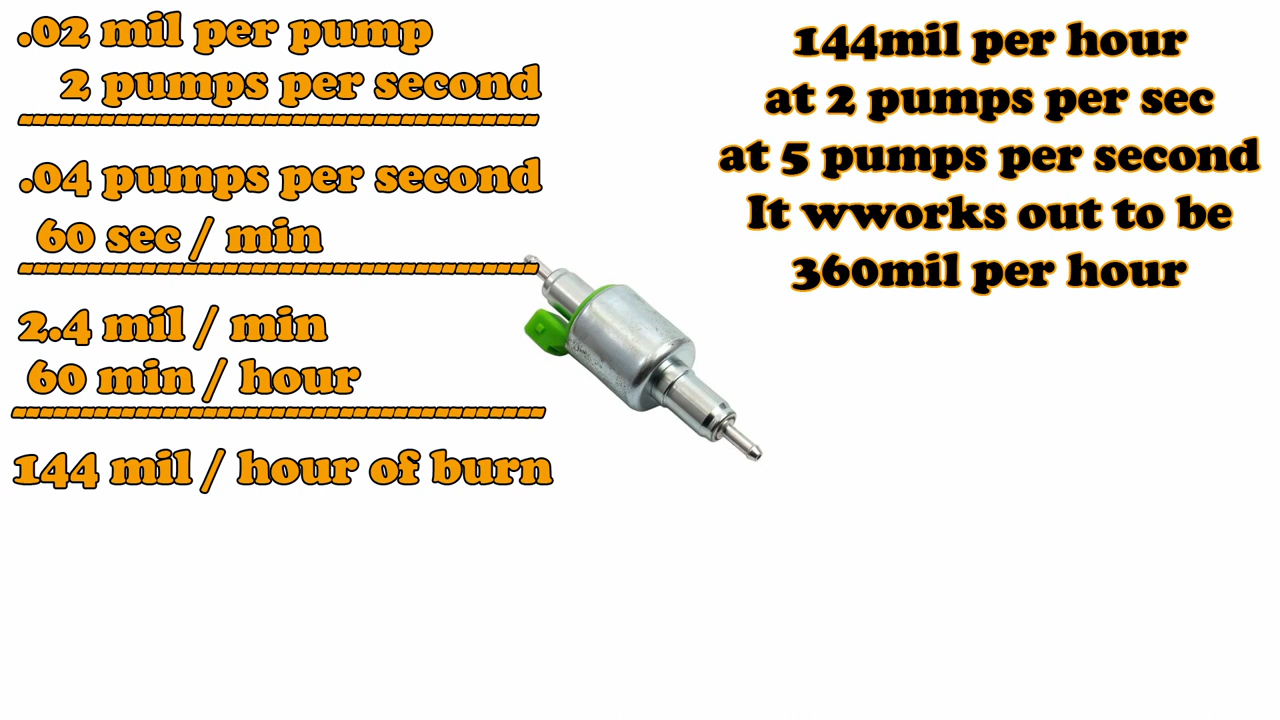 .02 mil per pump
2 pumps per second
.04 pumps per second
60 sec / min
2.4 mil / min
60 min / hour
144 mil / hour of burn
144mil per hour
at 2 pumps per sec
at 5 pumps per second
It wworks out to be
360mil per hour